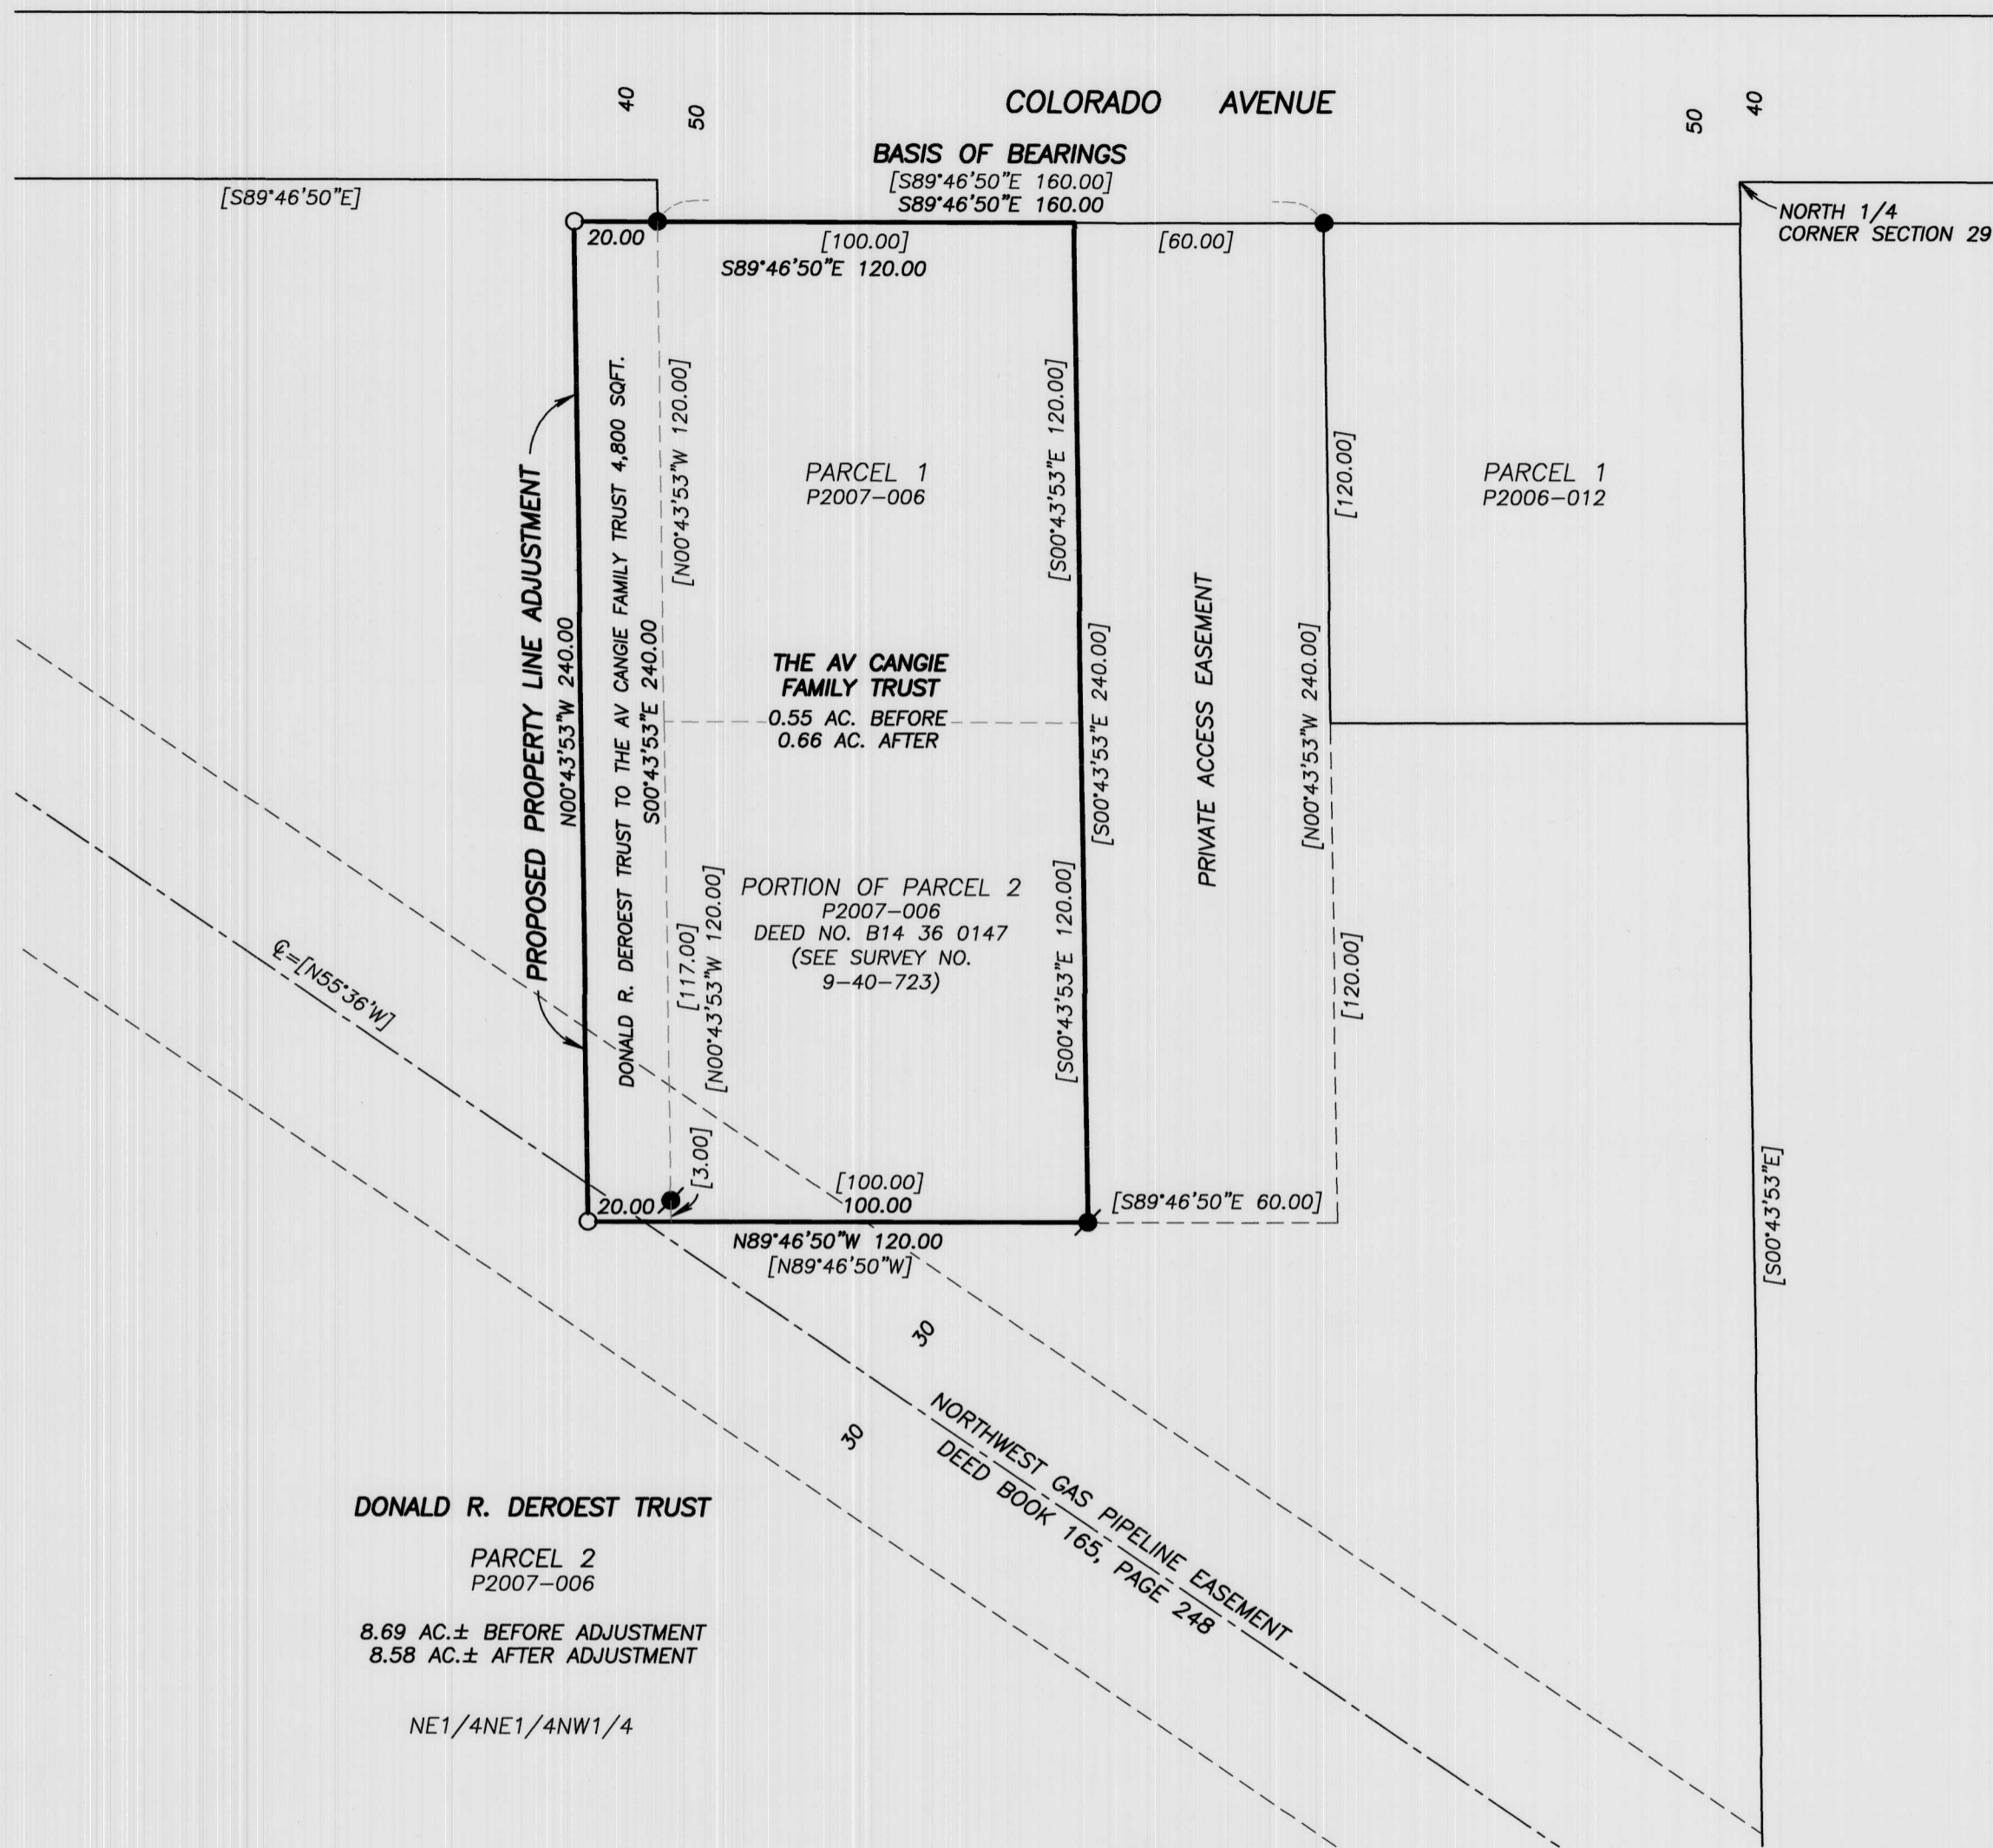 COLORADO AVENUE
40
50
50
40
BASIS OF BEARINGS
[S89°46'50"E 160.00]
S89°46'50"E 160.00
[S89°46'50"E]
NORTH 1/4
CORNER SECTION 29
20.00
[100.00]
[60.00]
S89°46'50"E 120.00
PROPOSED PROPERTY LINE ADJUSTMENT
N00°43'53"W 240.00
DONALD R. DEROEST TRUST TO THE AV CANGIE FAMILY TRUST 4,800 SQFT.
S00°43'53"E 240.00
[N00°43'53"W 120.00]
PARCEL 1
P2007-006
[S00°43'53"E 120.00]
[120.00]
PARCEL 1
P2006-012
THE AV CANGIE
FAMILY TRUST
0.55 AC. BEFORE
0.66 AC. AFTER
[S00°43'53"E 240.00]
PRIVATE ACCESS EASEMENT
[N00°43'53"W 240.00]
PORTION OF PARCEL 2
P2007-006
DEED NO. B14 36 0147
(SEE SURVEY NO.
9-40-723)
[117.00]
[N00°43'53"W 120.00]
[S00°43'53"E 120.00]
[120.00]
℄=[N55°36'W]
[3.00]
[100.00]
20.00
100.00
[S89°46'50"E 60.00]
N89°46'50"W 120.00
[N89°46'50"W]
[S00°43'53"E]
30
30
NORTHWEST GAS PIPELINE EASEMENT
DEED BOOK 165, PAGE 248
DONALD R. DEROEST TRUST
PARCEL 2
P2007-006
8.69 AC.± BEFORE ADJUSTMENT
8.58 AC.± AFTER ADJUSTMENT
NE1/4NE1/4NW1/4